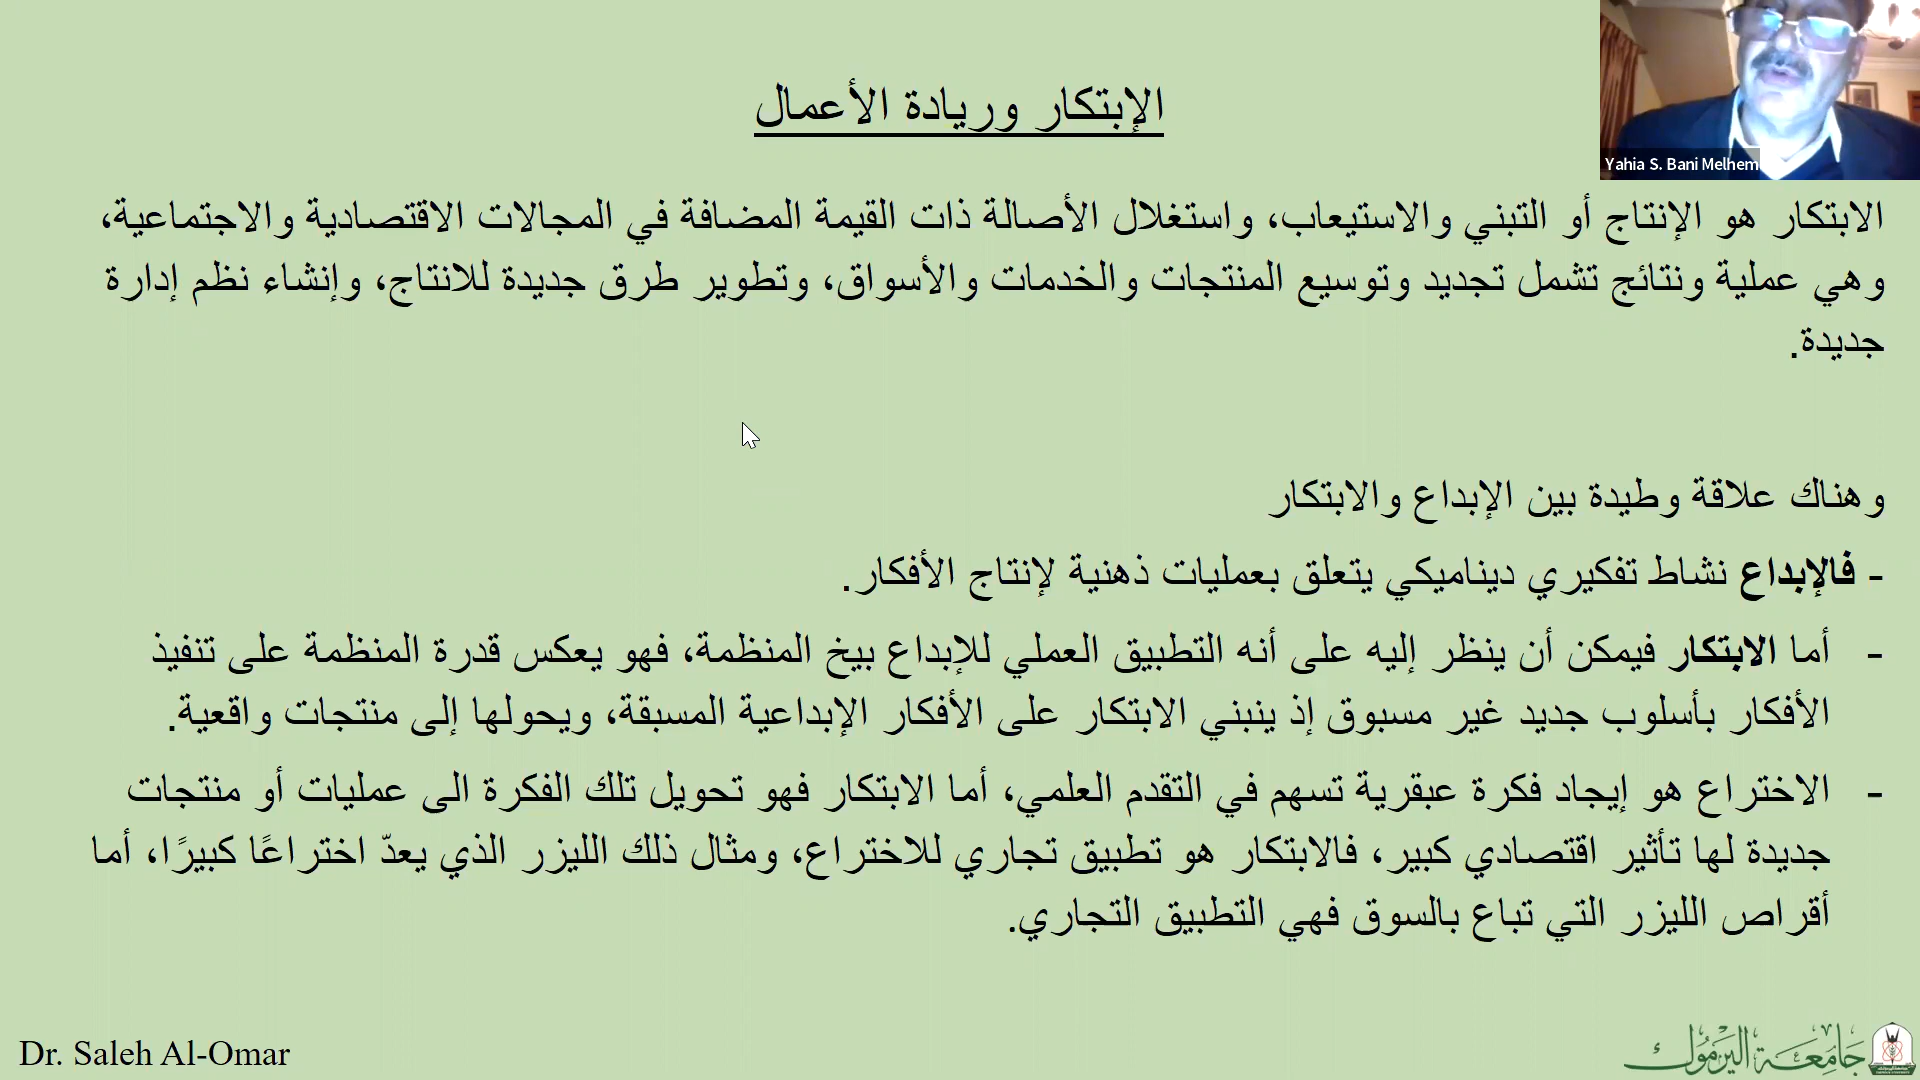 الإبتكار وريادة الأعمال
Yahia S. Bani Melhem
الابتكار هو الإنتاج أو التبني والاستيعاب، واستغلال الأصالة ذات القيمة المضافة في المجالات الاقتصادية والاجتماعية،
وهي عملية ونتائج تشمل تجديد وتوسيع المنتجات والخدمات والأسواق، وتطوير طرق جديدة للانتاج، وإنشاء نظم إدارة
جديدة.
وهناك علاقة وطيدة بين الإبداع والابتكار
- فالإبداع نشاط تفكيري ديناميكي يتعلق بعمليات ذهنية لإنتاج الأفكار.
- أما الابتكار فيمكن أن ينظر إليه على أنه التطبيق العملي للإبداع بيخ المنظمة، فهو يعكس قدرة المنظمة على تنفيذ
الأفكار بأسلوب جديد غير مسبوق إذ ينبني الابتكار على الأفكار الإبداعية المسبقة، ويحولها إلى منتجات واقعية.
- الاختراع هو إيجاد فكرة عبقرية تسهم في التقدم العلمي، أما الابتكار فهو تحويل تلك الفكرة الى عمليات أو منتجات
جديدة لها تأثير اقتصادي كبير، فالابتكار هو تطبيق تجاري للاختراع، ومثال ذلك الليزر الذي يعدّ اختراعًا كبيرًا، أما
أقراص الليزر التي تباع بالسوق فهي التطبيق التجاري.
Dr. Saleh Al-Omar
جامعة اليرموك